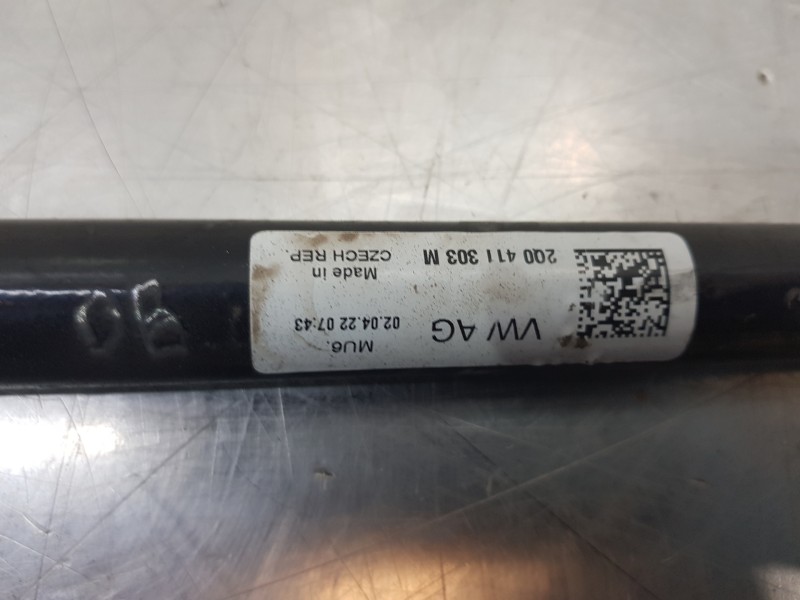 MU6.
02.04.22 07:43
VW AG
Made in
CZECH REP.
2Q0 411 303 M